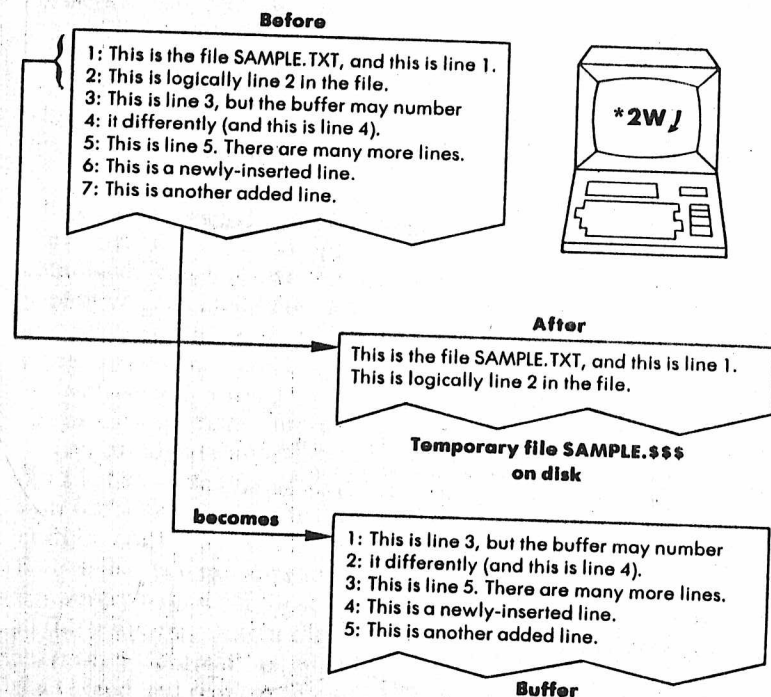 Before
1: This is the file SAMPLE.TXT, and this is line 1.
2: This is logically line 2 in the file.
3: This is line 3, but the buffer may number
4: it differently (and this is line 4).
5: This is line 5. There are many more lines.
6: This is a newly-inserted line.
7: This is another added line.
*2W
After
This is the file SAMPLE.TXT, and this is line 1.
This is logically line 2 in the file.
Temporary file SAMPLE.$$$
on disk
becomes
1: This is line 3, but the buffer may number
2: it differently (and this is line 4).
3: This is line 5. There are many more lines.
4: This is a newly-inserted line.
5: This is another added line.
Buffer